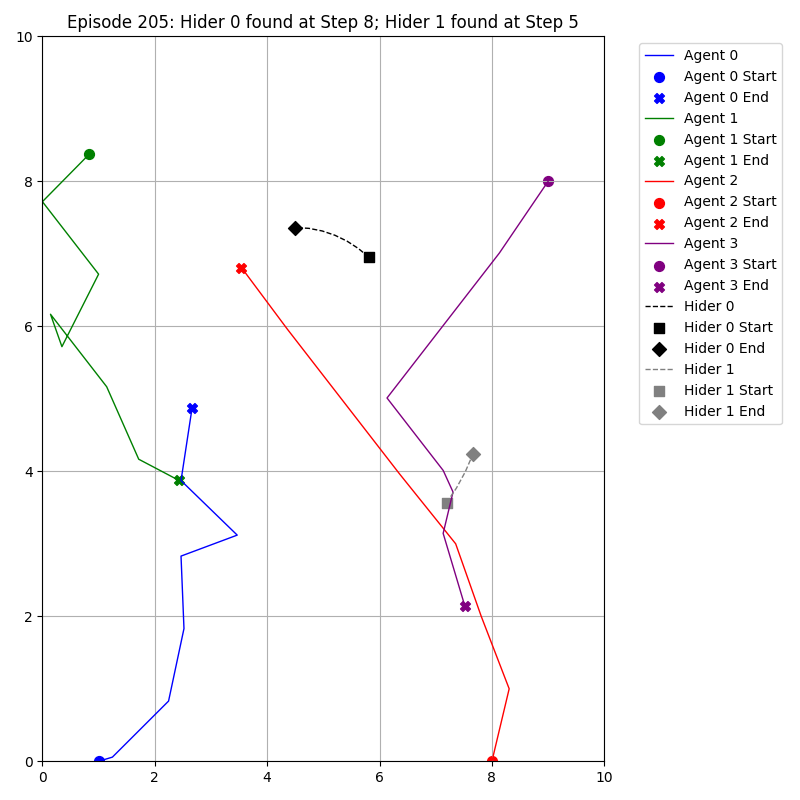 Episode 205: Hider 0 found at Step 8; Hider 1 found at Step 5
10
8
6
4
2
0
0
2
4
6
8
10
Agent 0
Agent 0 Start
Agent 0 End
Agent 1
Agent 1 Start
Agent 1 End
Agent 2
Agent 2 Start
Agent 2 End
Agent 3
Agent 3 Start
Agent 3 End
Hider 0
Hider 0 Start
Hider 0 End
Hider 1
Hider 1 Start
Hider 1 End